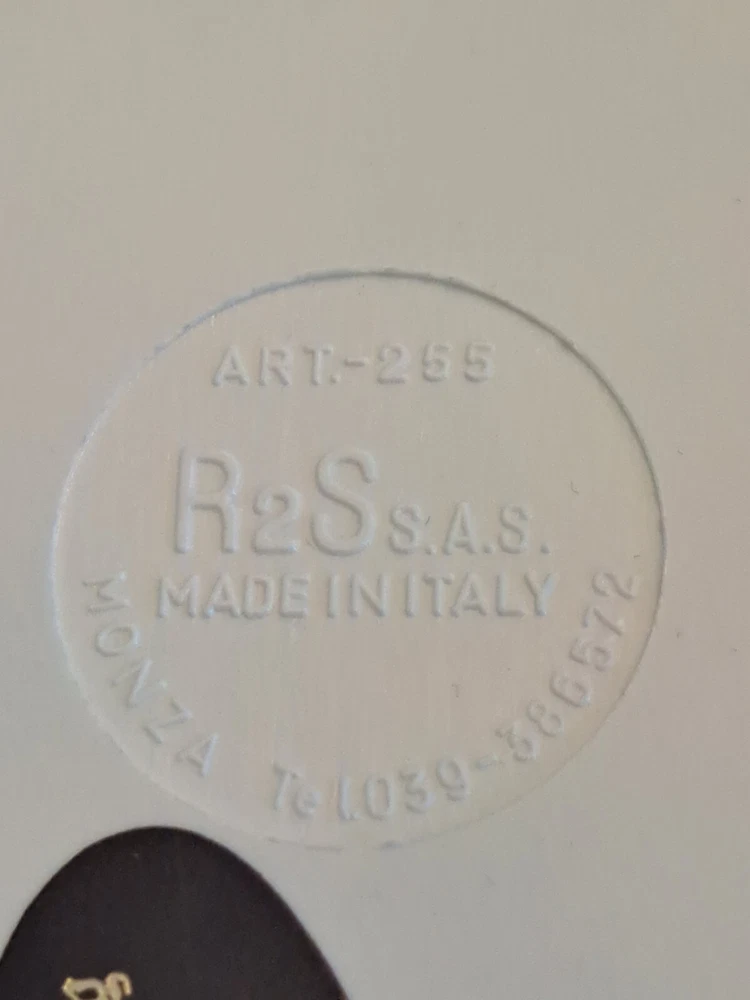 ART.-255
R2S S.A.S.
MADE IN ITALY
MONZA Tel.039-386572